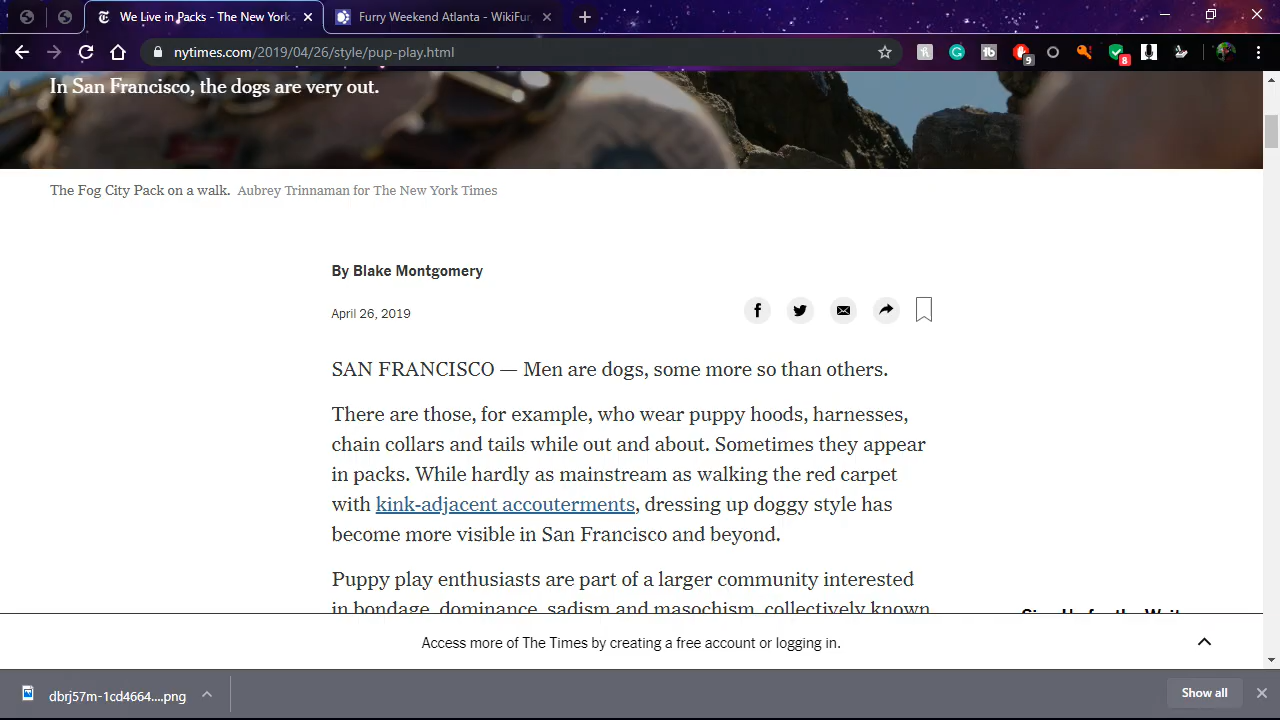 We Live in Packs - The New York
Furry Weekend Atlanta - WikiFur,
nytimes.com/2019/04/26/style/pup-play.html
9
8
In San Francisco, the dogs are very out.
The Fog City Pack on a walk. Aubrey Trinnaman for The New York Times
By Blake Montgomery
April 26, 2019
SAN FRANCISCO — Men are dogs, some more so than others.
There are those, for example, who wear puppy hoods, harnesses,
chain collars and tails while out and about. Sometimes they appear
in packs. While hardly as mainstream as walking the red carpet
with kink-adjacent accouterments, dressing up doggy style has
become more visible in San Francisco and beyond.
Puppy play enthusiasts are part of a larger community interested
in bondage, dominance, sadism and masochism, collectively known
Access more of The Times by creating a free account or logging in.
dbrj57m-1cd4664....png
Show all